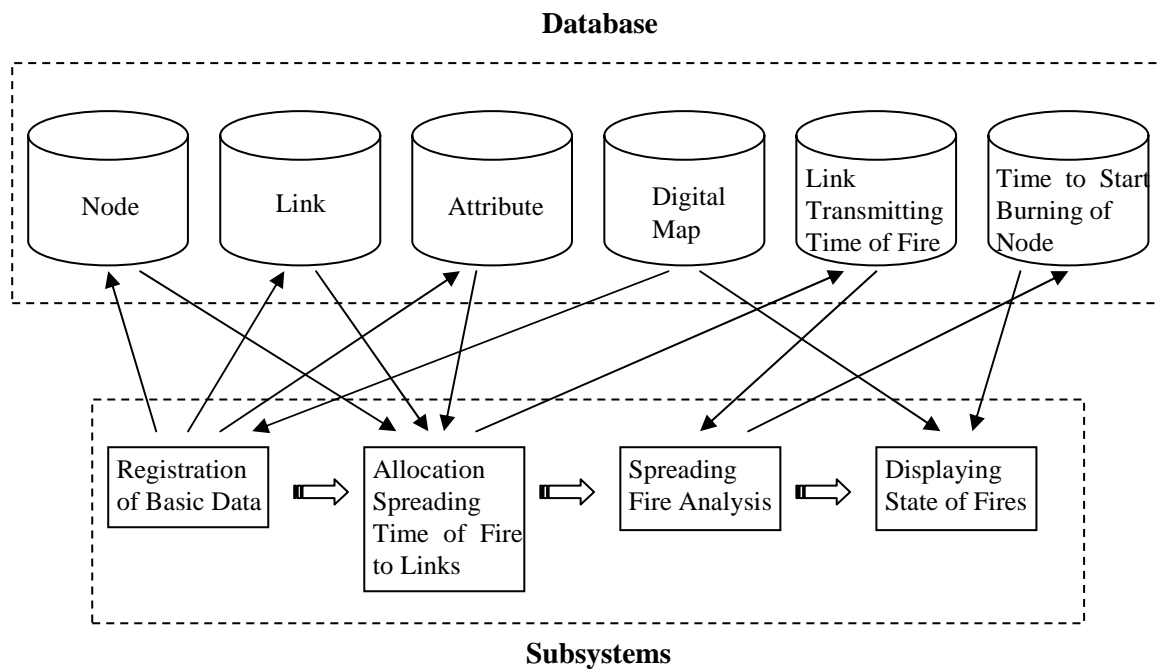 Database
Node
Link
Attribute
Digital
Map
Link
Transmitting
Time of Fire
Time to Start
Burning of
Node
Registration
of Basic Data
Allocation
Spreading
Time of Fire
to Links
Spreading
Fire Analysis
Displaying
State of Fires
Subsystems